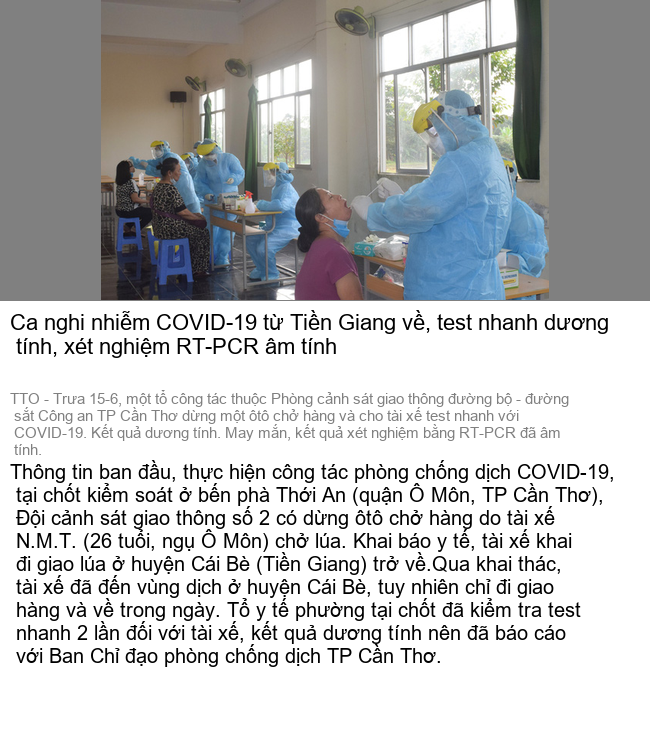 Ca nghi nhiễm COVID-19 từ Tiền Giang về, test nhanh dương
tính, xét nghiệm RT-PCR âm tính
TTO - Trưa 15-6, một tổ công tác thuộc Phòng cảnh sát giao thông đường bộ - đường
sắt Công an TP Cần Thơ dừng một ôtô chở hàng và cho tài xế test nhanh với
COVID-19. Kết quả dương tính. May mắn, kết quả xét nghiệm bằng RT-PCR đã âm
tính.
Thông tin ban đầu, thực hiện công tác phòng chống dịch COVID-19,
tại chốt kiểm soát ở bến phà Thới An (quận Ô Môn, TP Cần Thơ),
Đội cảnh sát giao thông số 2 có dừng ôtô chở hàng do tài xế
N.M.T. (26 tuổi, ngụ Ô Môn) chở lúa. Khai báo y tế, tài xế khai
đi giao lúa ở huyện Cái Bè (Tiền Giang) trở về.Qua khai thác,
tài xế đã đến vùng dịch ở huyện Cái Bè, tuy nhiên chỉ đi giao
hàng và về trong ngày. Tổ y tế phường tại chốt đã kiểm tra test
nhanh 2 lần đối với tài xế, kết quả dương tính nên đã báo cáo
với Ban Chỉ đạo phòng chống dịch TP Cần Thơ.